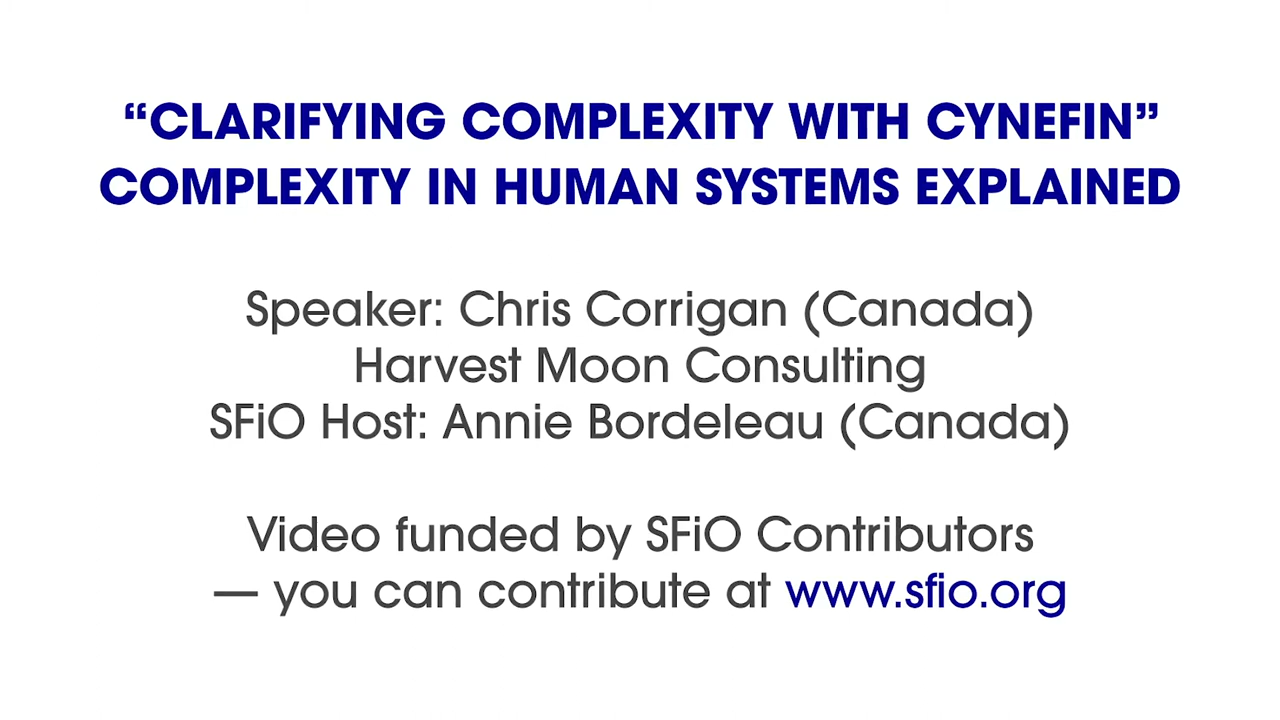 “CLARIFYING COMPLEXITY WITH CYNEFIN”
COMPLEXITY IN HUMAN SYSTEMS EXPLAINED
Speaker: Chris Corrigan (Canada)
Harvest Moon Consulting
SFiO Host: Annie Bordeleau (Canada)
Video funded by SFiO Contributors
— you can contribute at www.sfio.org